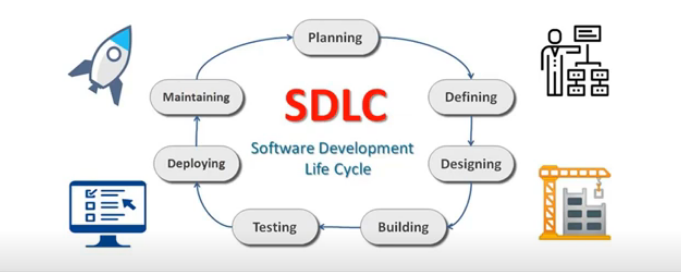 Planning
Maintaining
SDLC
Defining
Software Development
Life Cycle
Deploying
Designing
Testing
Building